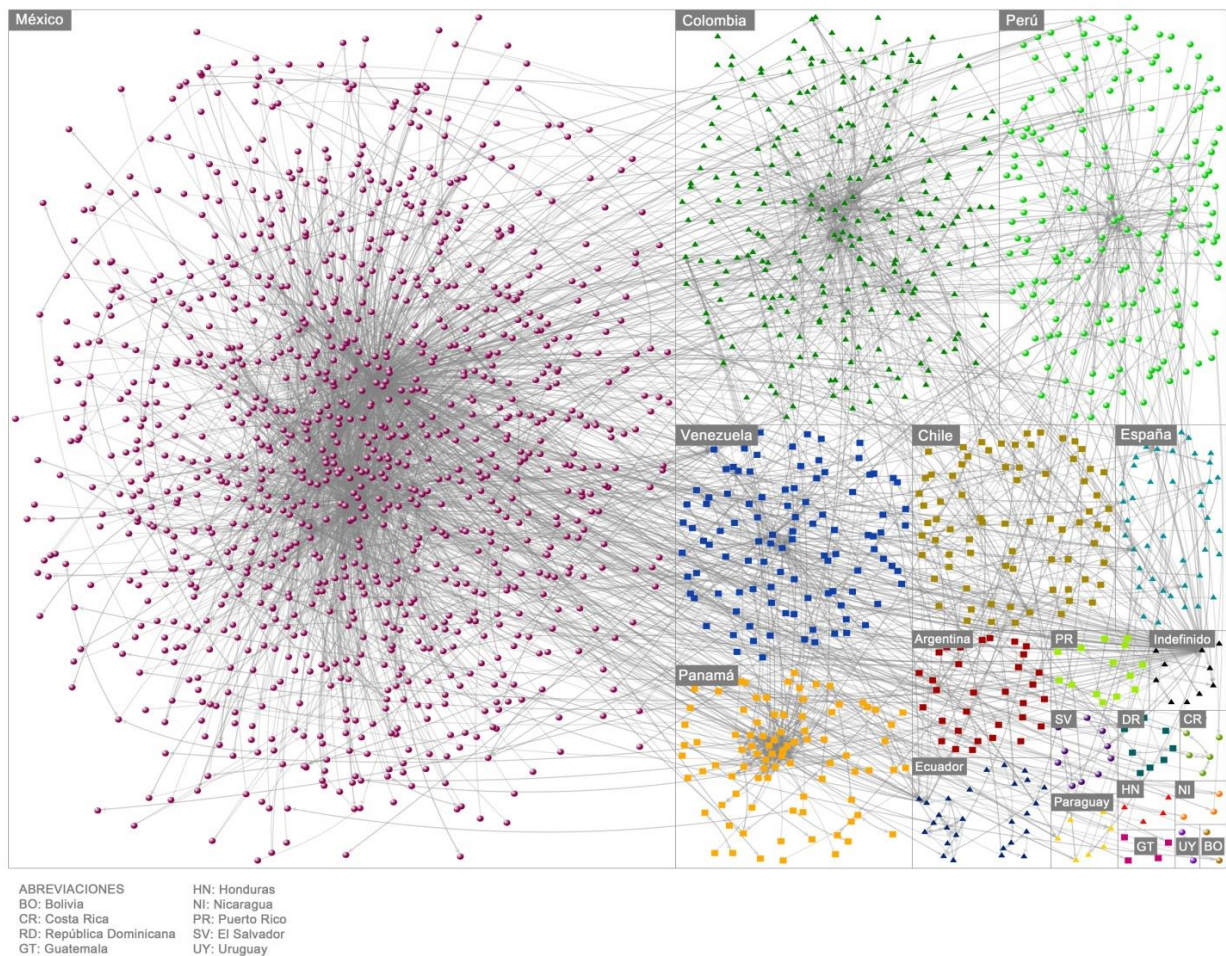 México
Colombia
Perú
Venezuela
Chile
España
Argentina
PR
Indefinido
Panamá
SV
DR
CR
Ecuador
HN
NI
Paraguay
GT
UY
BO
ABREVIACIONES
BO: Bolivia
CR: Costa Rica
RD: República Dominicana
GT: Guatemala
HN: Honduras
NI: Nicaragua
PR: Puerto Rico
SV: El Salvador
UY: Uruguay